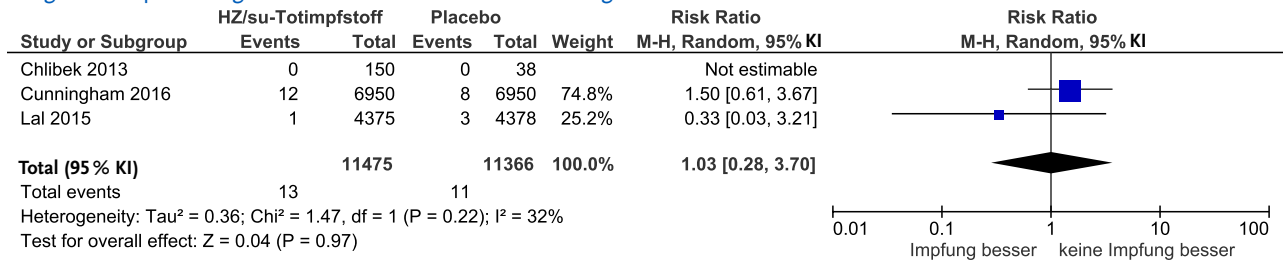 HZ/su-Totimpfstoff Placebo Risk Ratio Risk Ratio
Study or Subgroup Events Total Events Total Weight M-H, Random, 95% KI M-H, Random, 95% KI
Chlibek 2013 0 150 0 38 Not estimable
Cunningham 2016 12 6950 8 6950 74.8% 1.50 [0.61, 3.67]
Lal 2015 1 4375 3 4378 25.2% 0.33 [0.03, 3.21]
Total (95 % KI) 11475 11366 100.0% 1.03 [0.28, 3.70]
Total events 13 11
Heterogeneity: Tau² = 0.36; Chi² = 1.47, df = 1 (P = 0.22); I² = 32%
Test for overall effect: Z = 0.04 (P = 0.97)
0.01 0.1 1 10 100
Impfung besser keine Impfung besser